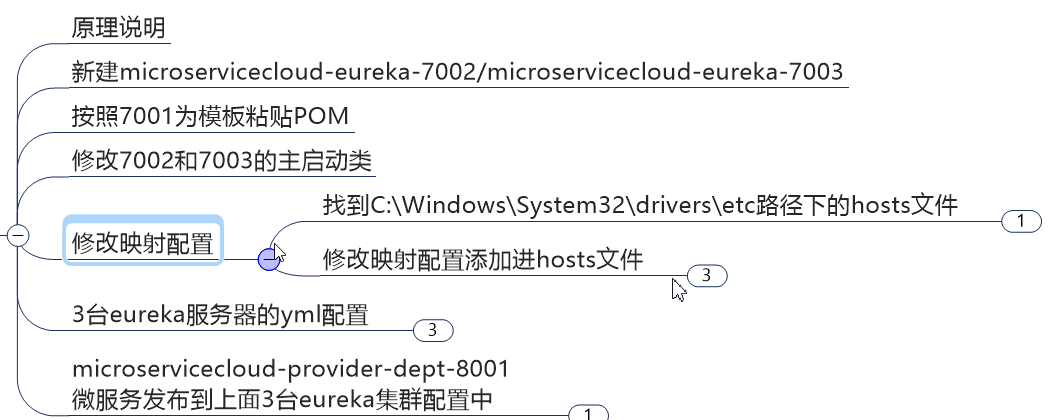 原理说明
新建microservicecloud-eureka-7002/microservicecloud-eureka-7003
按照7001为模板粘贴POM
修改7002和7003的主启动类
修改映射配置
找到C:\Windows\System32\drivers\etc路径下的hosts文件
1
修改映射配置添加进hosts文件
3
3台eureka服务器的yml配置
3
microservicecloud-provider-dept-8001
微服务发布到上面3台eureka集群配置中
1